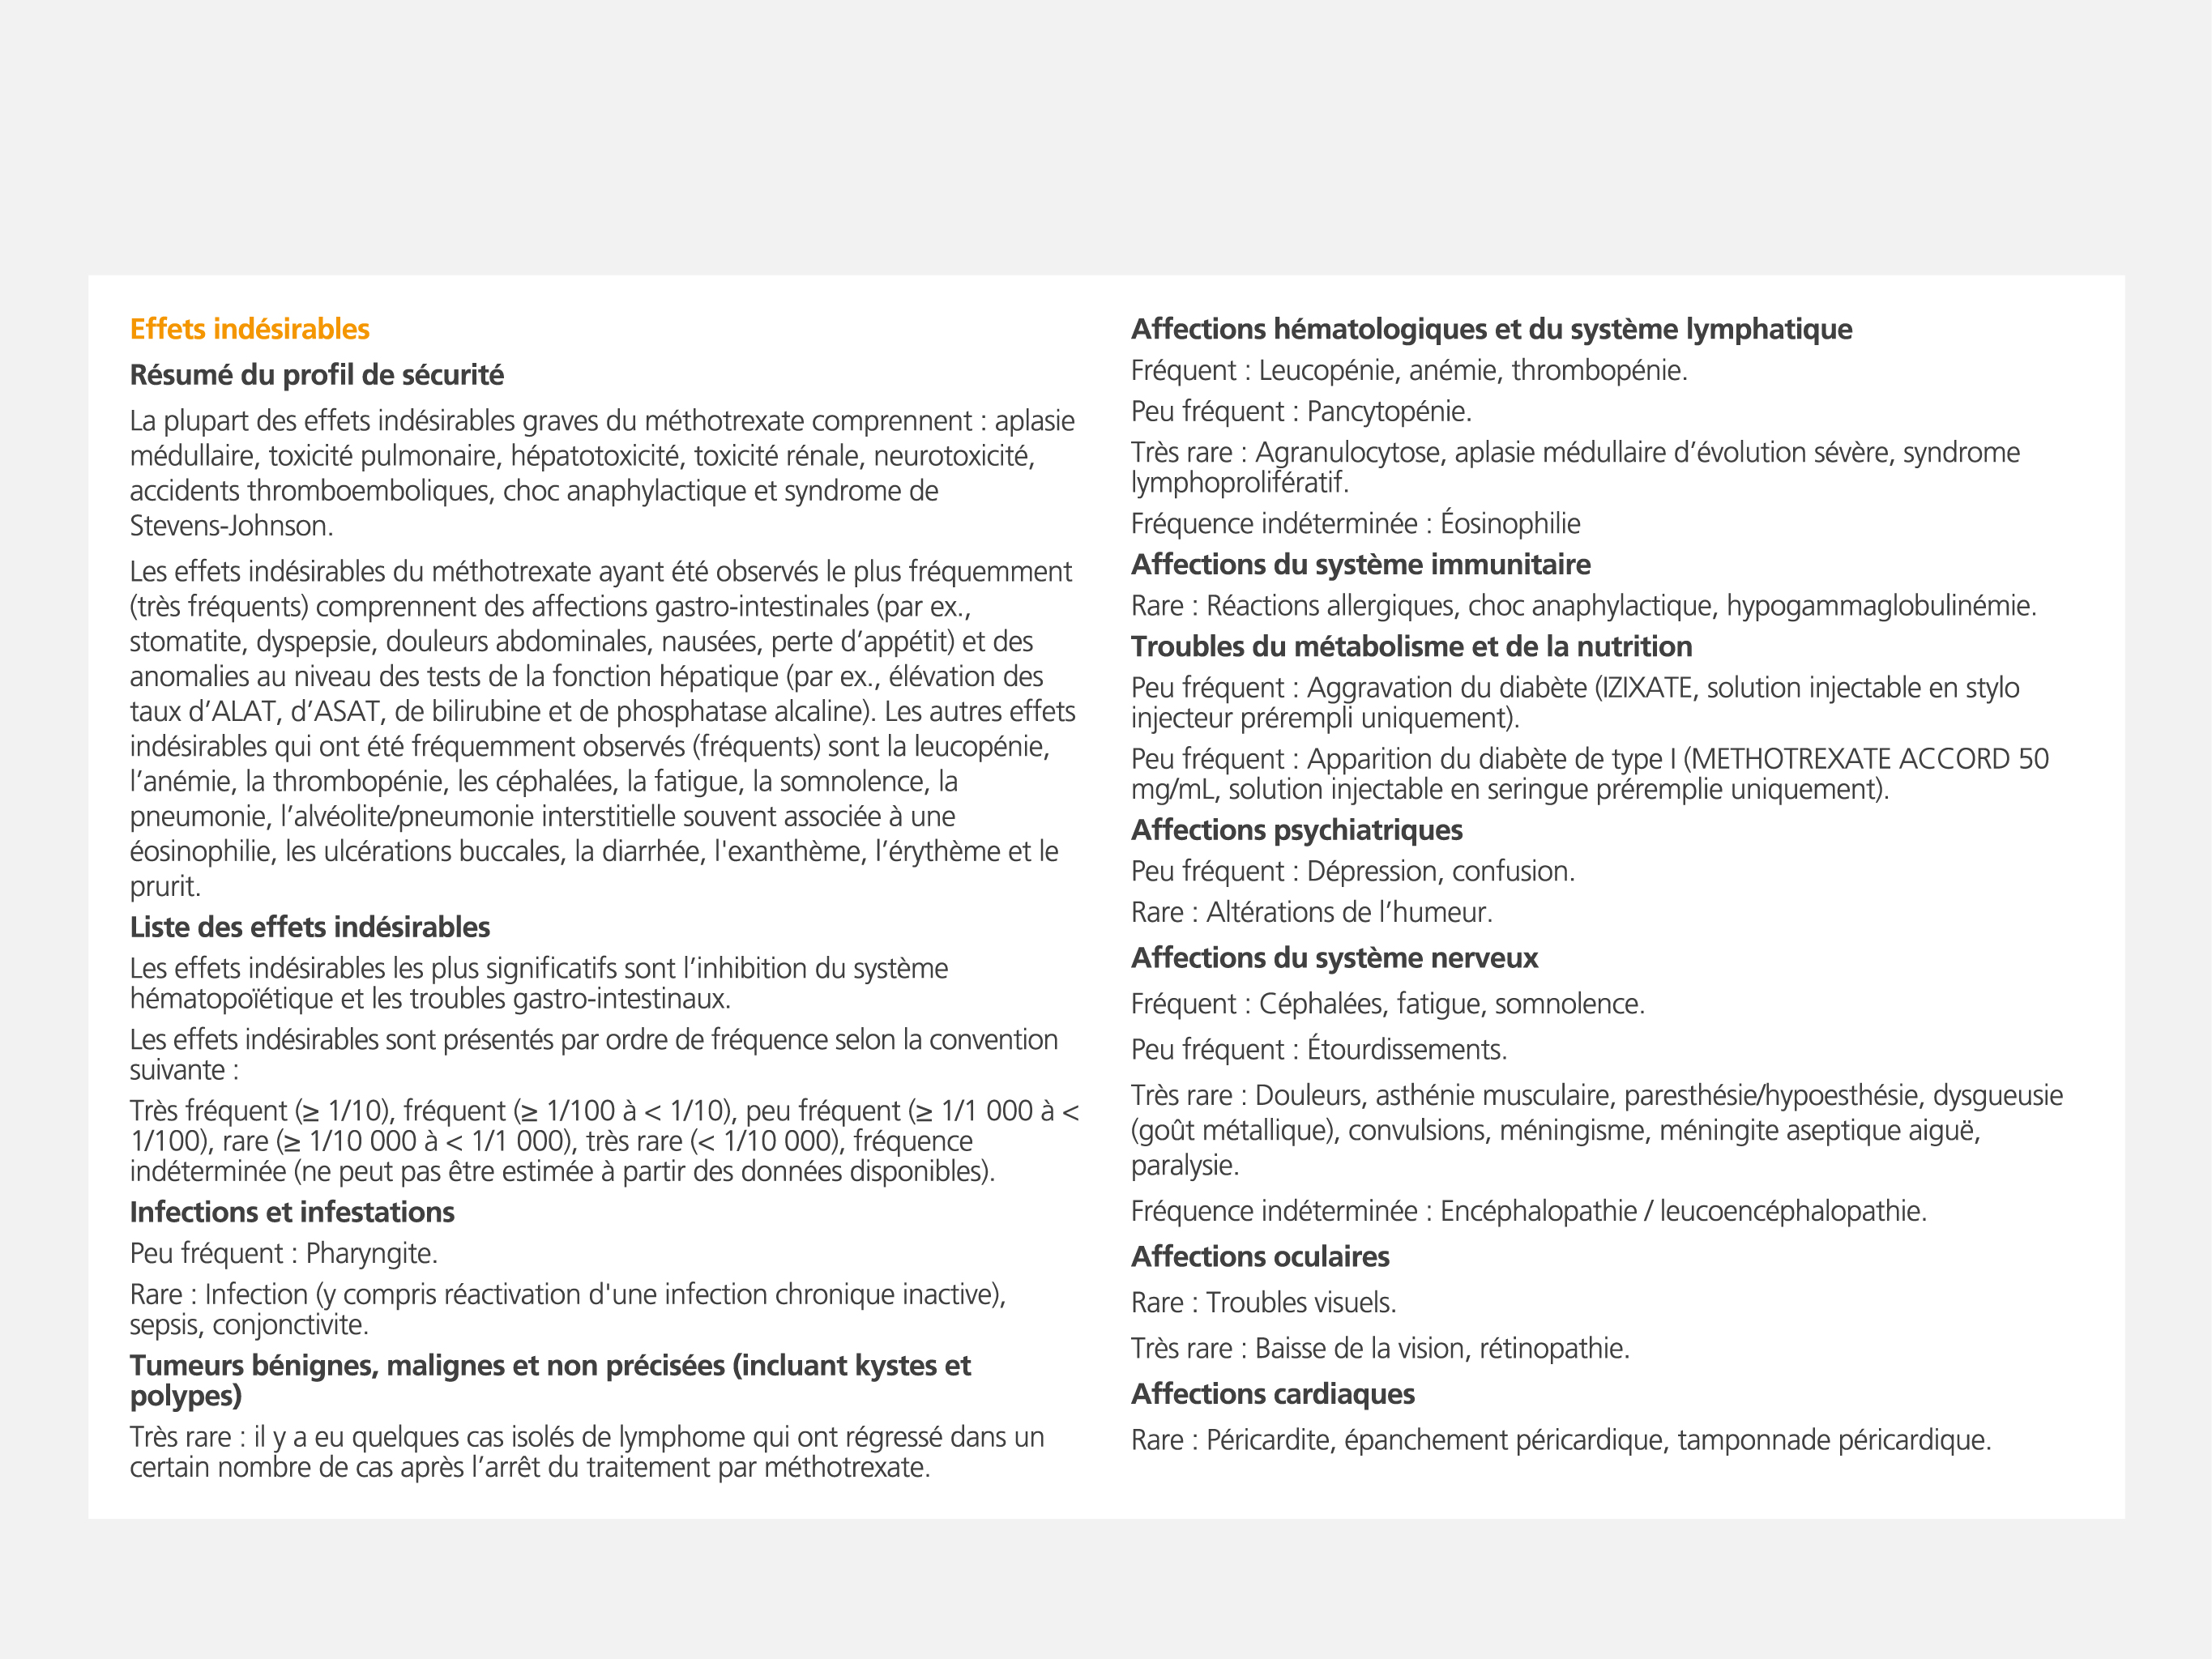 Effets indésirables
Résumé du profil de sécurité
La plupart des effets indésirables graves du méthotrexate comprennent : aplasie
médullaire, toxicité pulmonaire, hépatotoxicité, toxicité rénale, neurotoxicité,
accidents thromboemboliques, choc anaphylactique et syndrome de
Stevens-Johnson.
Les effets indésirables du méthotrexate ayant été observés le plus fréquemment
(très fréquents) comprennent des affections gastro-intestinales (par ex.,
stomatite, dyspepsie, douleurs abdominales, nausées, perte d’appétit) et des
anomalies au niveau des tests de la fonction hépatique (par ex., élévation des
taux d’ALAT, d’ASAT, de bilirubine et de phosphatase alcaline). Les autres effets
indésirables qui ont été fréquemment observés (fréquents) sont la leucopénie,
l’anémie, la thrombopénie, les céphalées, la fatigue, la somnolence, la
pneumonie, l’alvéolite/pneumonie interstitielle souvent associée à une
éosinophilie, les ulcérations buccales, la diarrhée, l'exanthème, l’érythème et le
prurit.
Liste des effets indésirables
Les effets indésirables les plus significatifs sont l’inhibition du système
hématopoïétique et les troubles gastro-intestinaux.
Les effets indésirables sont présentés par ordre de fréquence selon la convention
suivante :
Très fréquent (≥ 1/10), fréquent (≥ 1/100 à < 1/10), peu fréquent (≥ 1/1 000 à <
1/100), rare (≥ 1/10 000 à < 1/1 000), très rare (< 1/10 000), fréquence
indéterminée (ne peut pas être estimée à partir des données disponibles).
Infections et infestations
Peu fréquent : Pharyngite.
Rare : Infection (y compris réactivation d'une infection chronique inactive),
sepsis, conjonctivite.
Tumeurs bénignes, malignes et non précisées (incluant kystes et
polypes)
Très rare : il y a eu quelques cas isolés de lymphome qui ont régressé dans un
certain nombre de cas après l’arrêt du traitement par méthotrexate.
Affections hématologiques et du système lymphatique
Fréquent : Leucopénie, anémie, thrombopénie.
Peu fréquent : Pancytopénie.
Très rare : Agranulocytose, aplasie médullaire d’évolution sévère, syndrome
lymphoprolifératif.
Fréquence indéterminée : Éosinophilie
Affections du système immunitaire
Rare : Réactions allergiques, choc anaphylactique, hypogammaglobulinémie.
Troubles du métabolisme et de la nutrition
Peu fréquent : Aggravation du diabète (IZIXATE, solution injectable en stylo
injecteur prérempli uniquement).
Peu fréquent : Apparition du diabète de type I (METHOTREXATE ACCORD 50
mg/mL, solution injectable en seringue préremplie uniquement).
Affections psychiatriques
Peu fréquent : Dépression, confusion.
Rare : Altérations de l’humeur.
Affections du système nerveux
Fréquent : Céphalées, fatigue, somnolence.
Peu fréquent : Étourdissements.
Très rare : Douleurs, asthénie musculaire, paresthésie/hypoesthésie, dysgueusie
(goût métallique), convulsions, méningisme, méningite aseptique aiguë,
paralysie.
Fréquence indéterminée : Encéphalopathie / leucoencéphalopathie.
Affections oculaires
Rare : Troubles visuels.
Très rare : Baisse de la vision, rétinopathie.
Affections cardiaques
Rare : Péricardite, épanchement péricardique, tamponnade péricardique.